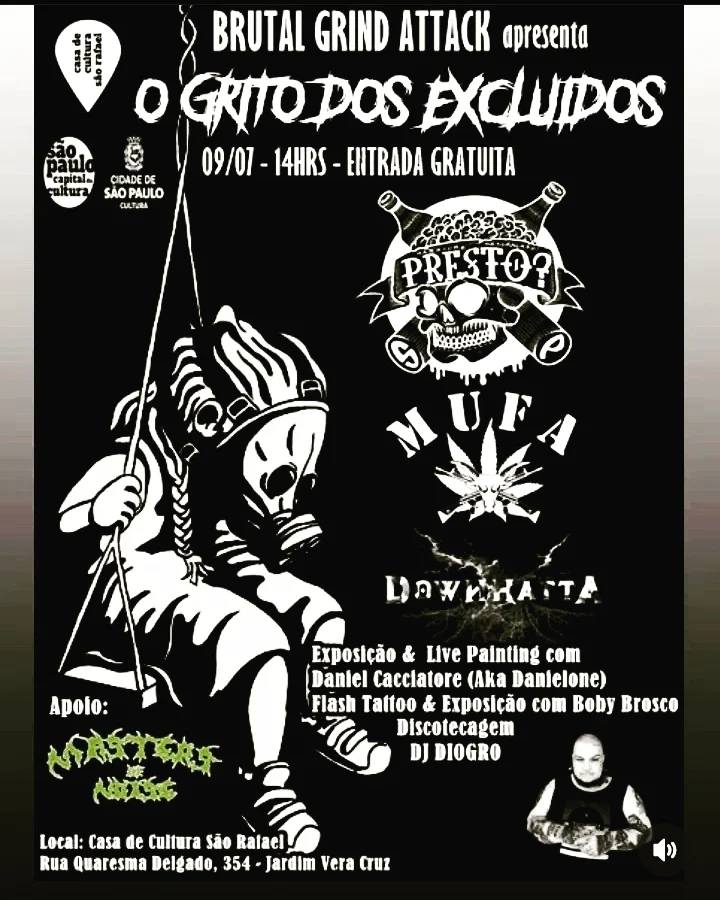 casa de
cultura
são rafael
BRUTAL GRIND ATTACK apresenta
O GRITO DOS EXCLUIDOS
são
paulo
capital da
cultura
CIDADE DE
SÃO PAULO
CULTURA
09/07 - 14HRS - ENTRADA GRATUITA
PRESTO?
S P
MUFA
DOWNHATTA
Exposição & Live Painting com
Daniel Cacciatore (Aka Danielone)
Flash Tattoo & Exposição com Boby Brosco
Discotecagem
DJ DIOGRO
Apoio:
MASTERS
OF
NOISE
Local: Casa de Cultura São Rafael
Rua Quaresma Delgado, 354 - Jardim Vera Cruz